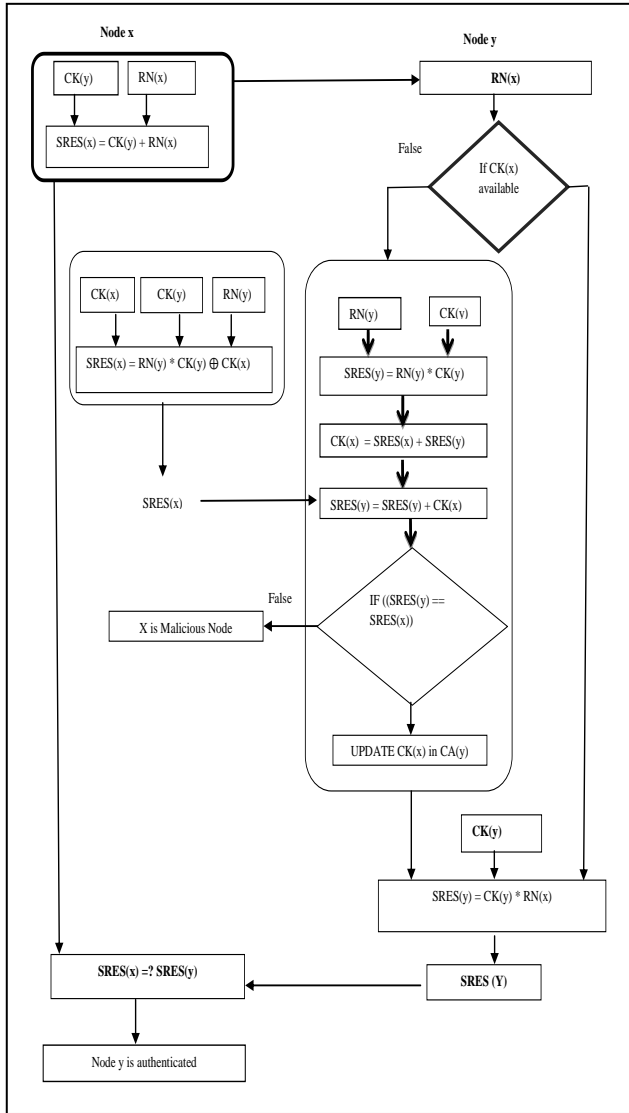 Node x
Node y
CK(y)
RN(x)
SRES(x) = CK(y) + RN(x)
RN(x)
False
If CK(x)
available
CK(x)
CK(y)
RN(y)
SRES(x) = RN(y) * CK(y) ⊕ CK(x)
RN(y)
CK(y)
SRES(y) = RN(y) * CK(y)
CK(x) = SRES(x) + SRES(y)
SRES(x)
SRES(y) = SRES(y) + CK(x)
False
IF ((SRES(y) ==
SRES(x))
X is Malicious Node
UPDATE CK(x) in CA(y)
CK(y)
SRES(y) = CK(y) * RN(x)
SRES(x) =? SRES(y)
SRES (Y)
Node y is authenticated